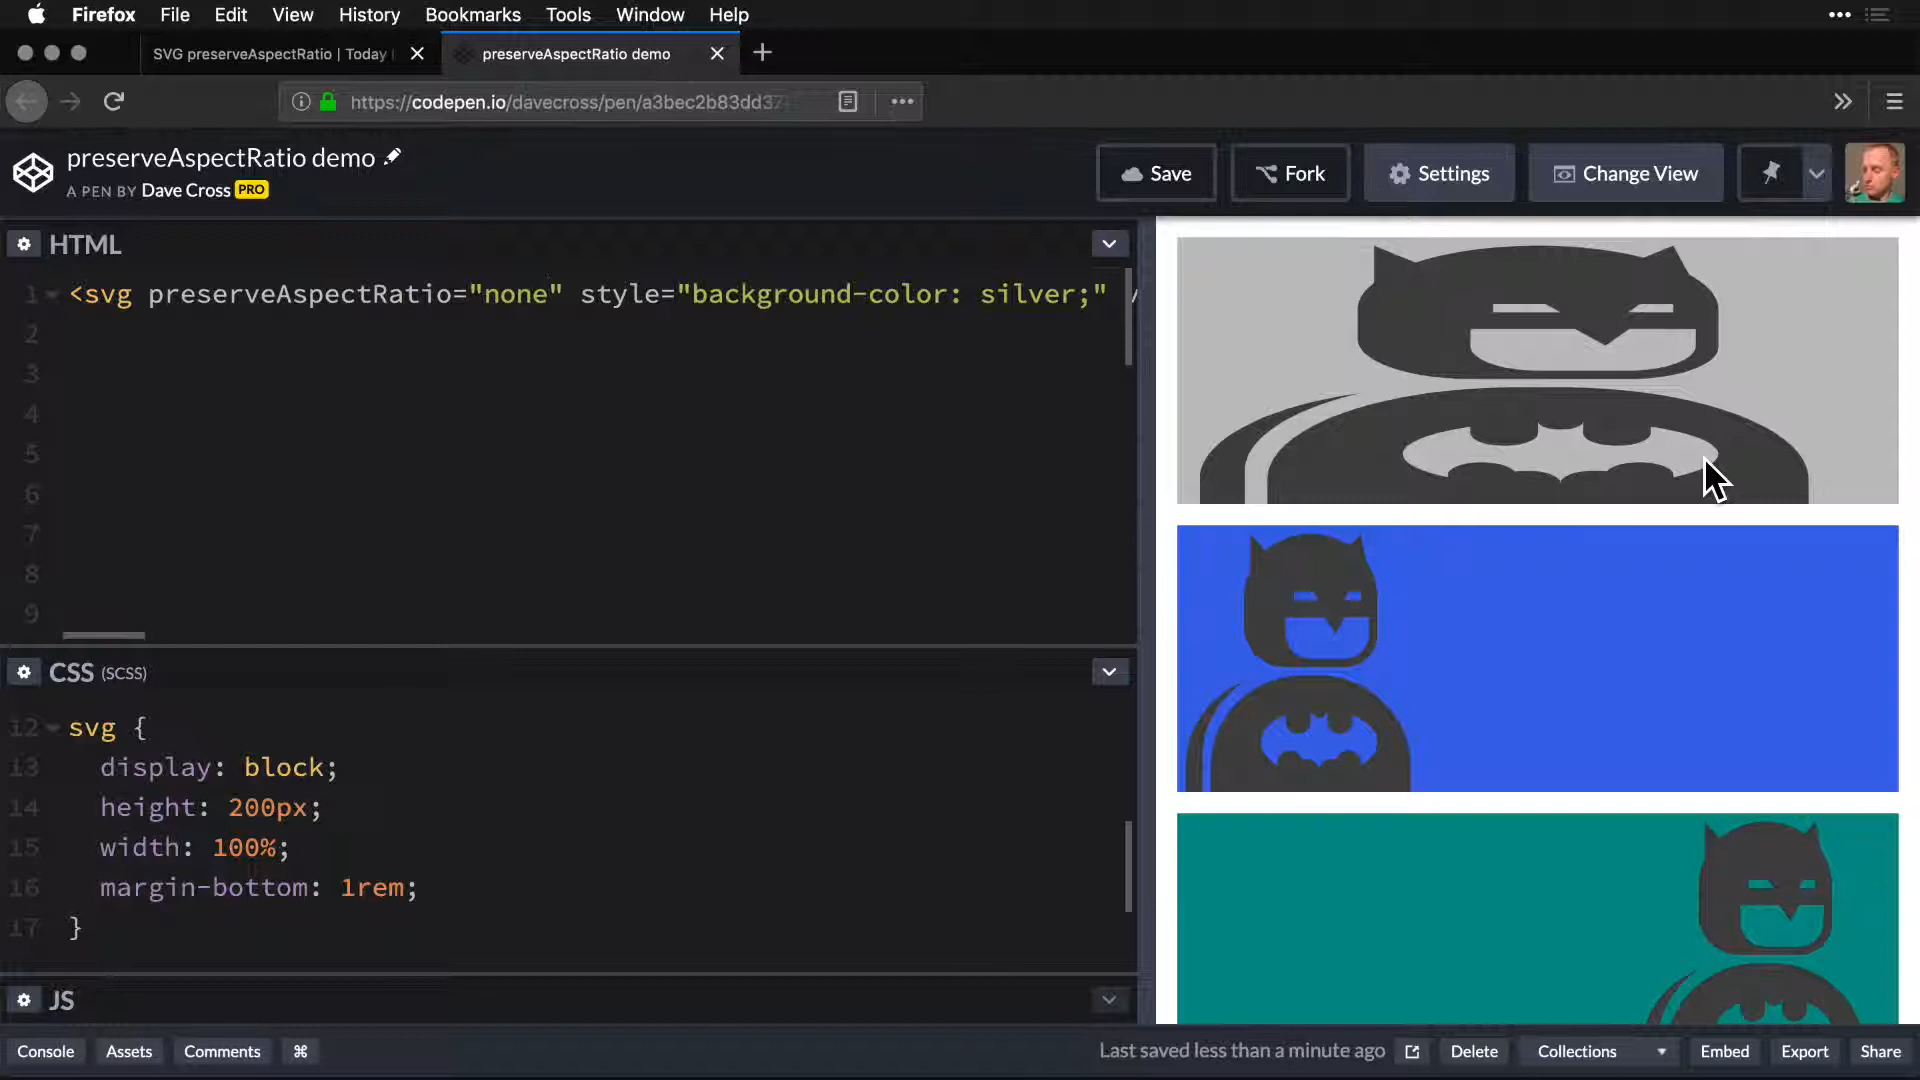 Firefox File Edit View History Bookmarks Tools Window Help
SVG preserveAspectRatio | Today
preserveAspectRatio demo
https://codepen.io/davecross/pen/a3bec2b83dd37
preserveAspectRatio demo
A PEN BY Dave Cross PRO
Save
Fork
Settings
Change View
HTML
1 <svg preserveAspectRatio="none" style="background-color: silver;"
2
3
4
5
6
7
8
9
CSS (SCSS)
12 svg {
13 display: block;
14 height: 200px;
15 width: 100%;
16 margin-bottom: 1rem;
17 }
JS
Console Assets Comments ⌘
Last saved less than a minute ago
Delete Collections Embed Export Share